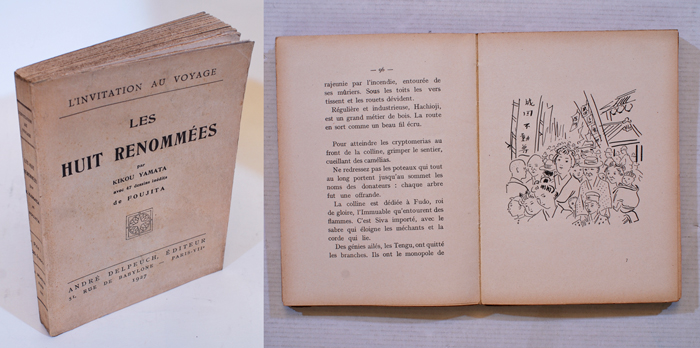 L'INVITATION AU VOYAGE
LES
HUIT RENOMMÉES
par
KIKOU YAMATA
avec 67 dessins inédits
de FOUJITA
ANDRÉ DELPEUCH, ÉDITEUR
51, RUE DE BABYLONE — PARIS-VIIᵉ
1927
— 96 —
rajeunie par l'incendie, entourée de
ses mûriers. Sous les toits les vers
tissent et les rouets dévident.
Régulière et industrieuse, Hachioji,
est un grand métier de bois. La route
en sort comme un beau fil écru.
Pour atteindre les cryptomerias au
front de la colline, grimper le sentier,
cueillant des camélias.
Ne redressez pas les poteaux qui tout
au long portent jusqu'au sommet les
noms des donateurs : chaque arbre
fut une offrande.
La colline est dédiée à Fudo, roi
de gloire, l'Immuable qu'entourent des
flammes. C'est Siva importé, avec le
sabre qui éloigne les méchants et la
corde qui lie.
Des génies ailés, les Tengu, ont quitté
les branches. Ils ont le monopole de